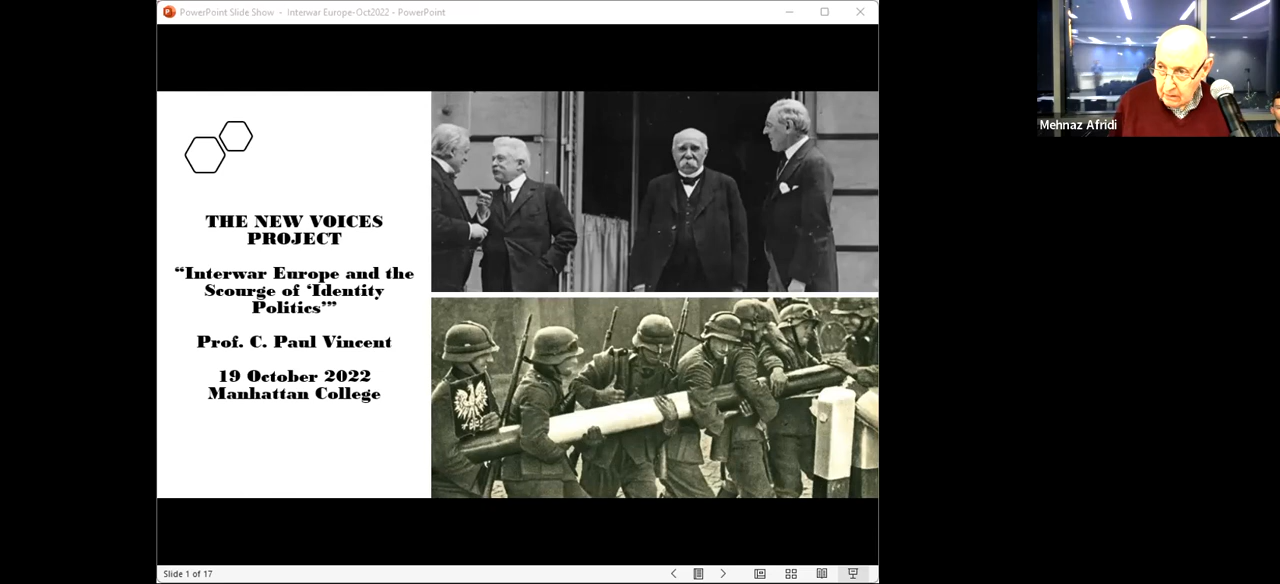 PowerPoint Slide Show - Interwar Europe-Oct2022 - PowerPoint
THE NEW VOICES
PROJECT
“Interwar Europe and the
Scourge of ‘Identity
Politics’”
Prof. C. Paul Vincent
19 October 2022
Manhattan College
Slide 1 of 17
Mehnaz Afridi